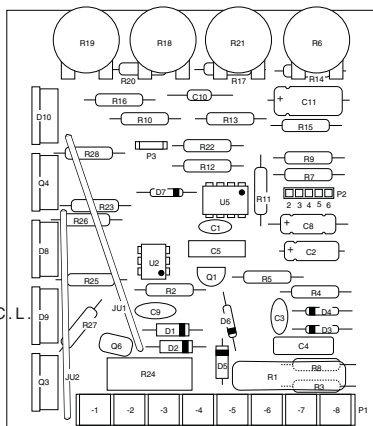 R19 R18 R21 R6
R20 R17 R14
R16 C10 C11
D10 R10 R13 R15
R28 P3 R22 R9
R12 R7
Q4 D7 U5 R11 P2
R23 2 3 4 5 6
R26 C1 C8
D8 U2 C5 C2
R25 Q1 R5
R2 R4
C.L. D9 JU1 C9 D6 C3 D4
R27 D1 D3
Q6 D2 C4
Q3 JU2 R24 D5 R1 R8
R3
-1 -2 -3 -4 -5 -6 -7 -8 P1